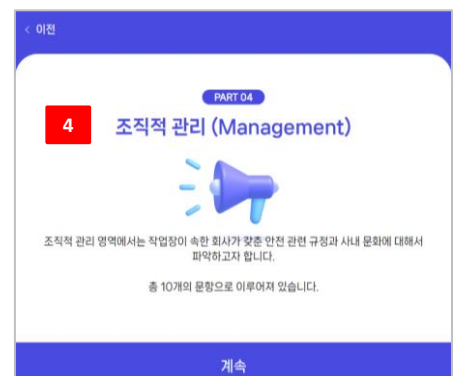 < 이전
PART 04
4
조직적 관리 (Management)
조직적 관리 영역에서는 작업장이 속한 회사가 갖춘 안전 관련 규정과 사내 문화에 대해서
파악하고자 합니다.
총 10개의 문항으로 이루어져 있습니다.
계속